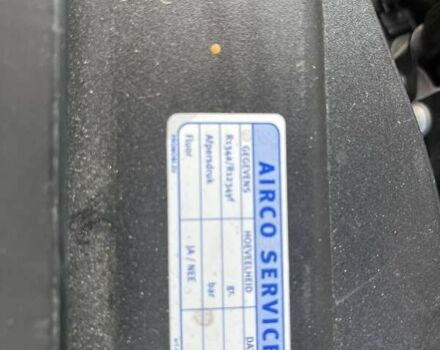 AIRCO SERVICE
GEGEVENS HOEVEELHEID DA
R134a/R1234yf gr.
Afpersdruk bar
Fluor JA / NEE